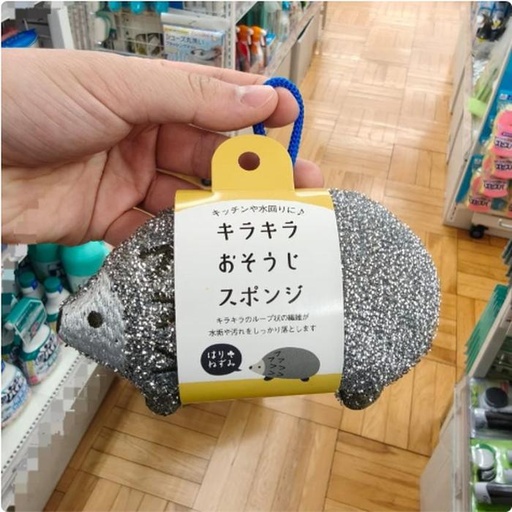 キッチンや水回りに♪
キラキラ
おそうじ
スポンジ
キラキラのループ状の繊維が
水垢や汚れをしっかり落とします
はり
ねずみ